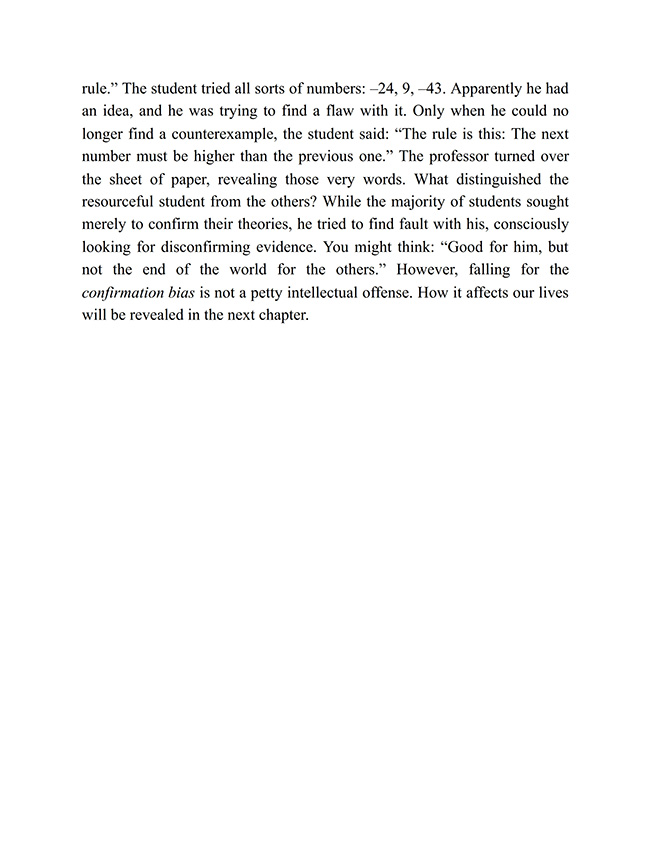 rule.” The student tried all sorts of numbers: –24, 9, –43. Apparently he had
an idea, and he was trying to find a flaw with it. Only when he could no
longer find a counterexample, the student said: “The rule is this: The next
number must be higher than the previous one.” The professor turned over
the sheet of paper, revealing those very words. What distinguished the
resourceful student from the others? While the majority of students sought
merely to confirm their theories, he tried to find fault with his, consciously
looking for disconfirming evidence. You might think: “Good for him, but
not the end of the world for the others.” However, falling for the
confirmation bias is not a petty intellectual offense. How it affects our lives
will be revealed in the next chapter.